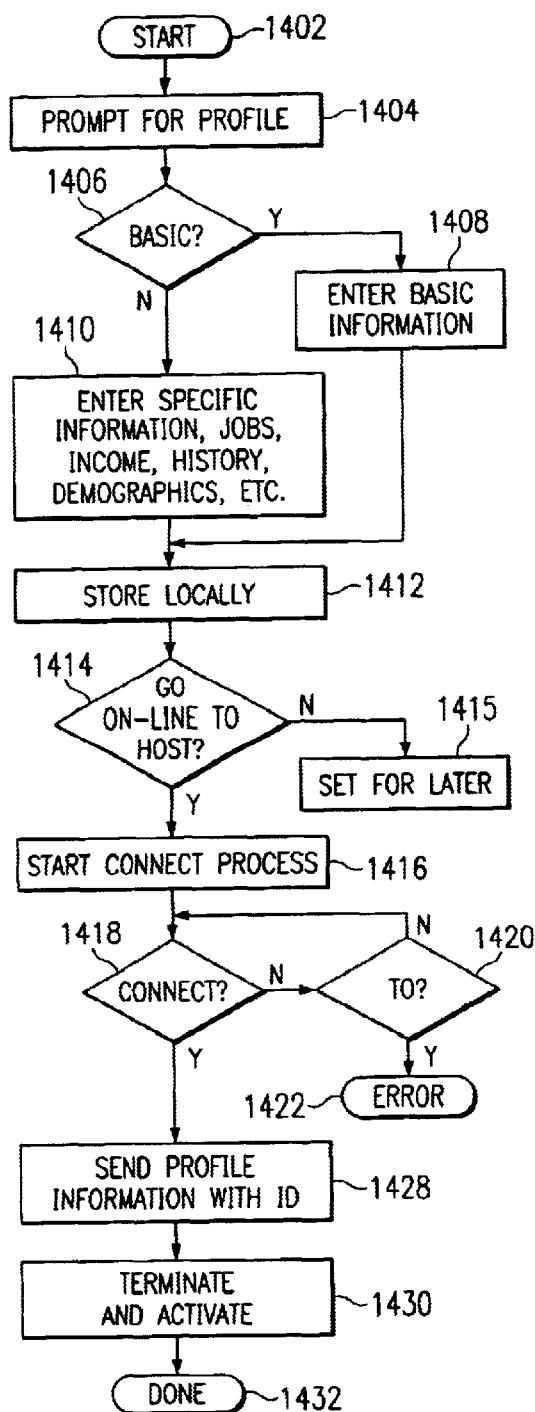 START
1402
PROMPT FOR PROFILE
1404
1406
BASIC?
Y
N
1408
ENTER BASIC
INFORMATION
1410
ENTER SPECIFIC
INFORMATION, JOBS,
INCOME, HISTORY,
DEMOGRAPHICS, ETC.
STORE LOCALLY
1412
1414
GO
ON-LINE TO
HOST?
N
Y
1415
SET FOR LATER
START CONNECT PROCESS
1416
1418
CONNECT?
N
Y
N
1420
TO?
Y
1422
ERROR
SEND PROFILE
INFORMATION WITH ID
1428
TERMINATE
AND ACTIVATE
1430
DONE
1432